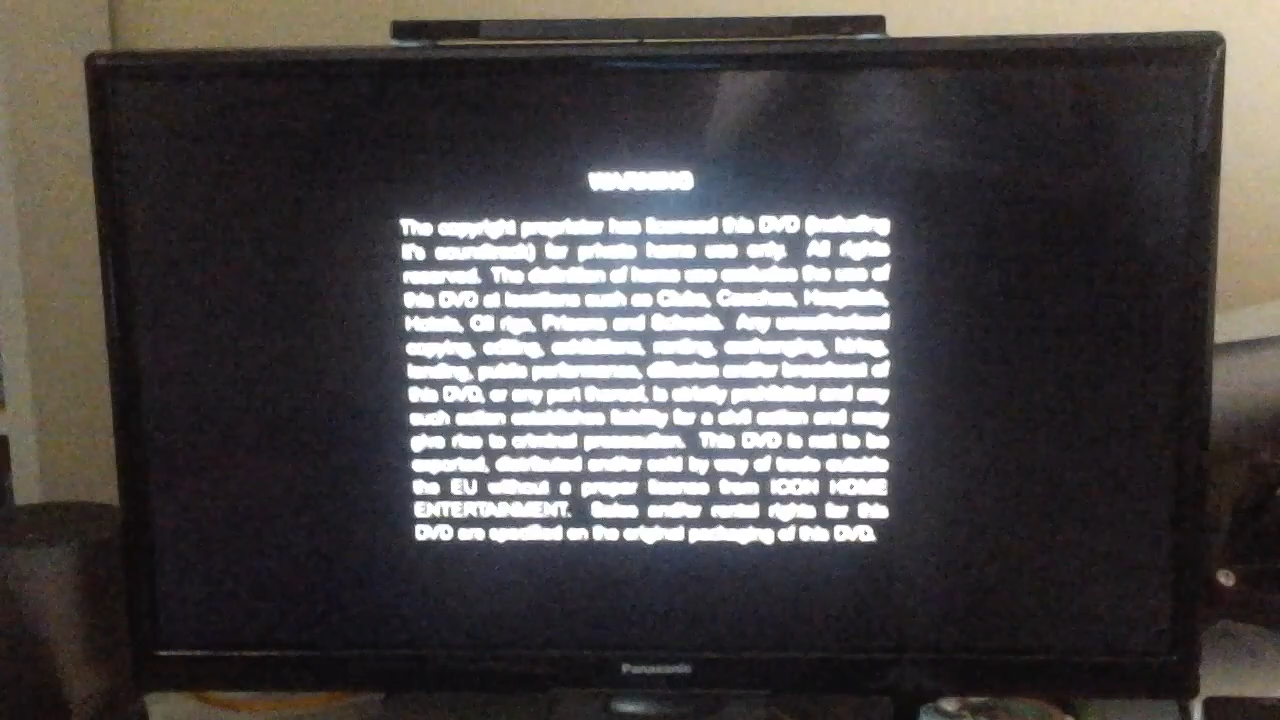 WARNING
The copyright proprietor has licensed this DVD (including
it's soundtrack) for private home use only. All rights
reserved. The definition of home use excludes the use of
this DVD at locations such as Clubs, Coaches, Hospitals,
Hotels, Oil rigs, Prisons and Schools. Any unauthorised
copying, editing, exhibitions, renting, exchanging, hiring,
lending, public performances, diffusion and/or broadcast of
this DVD, or any part thereof, is strictly prohibited and any
such action establishes liability for a civil action and may
give rise to criminal prosecution. This DVD is not to be
exported, distributed and/or sold by way of trade outside
the EU without a proper license from ICON HOME
ENTERTAINMENT. Sales and/or rental rights for this
DVD are specified on the original packaging of this DVD.
Panasonic